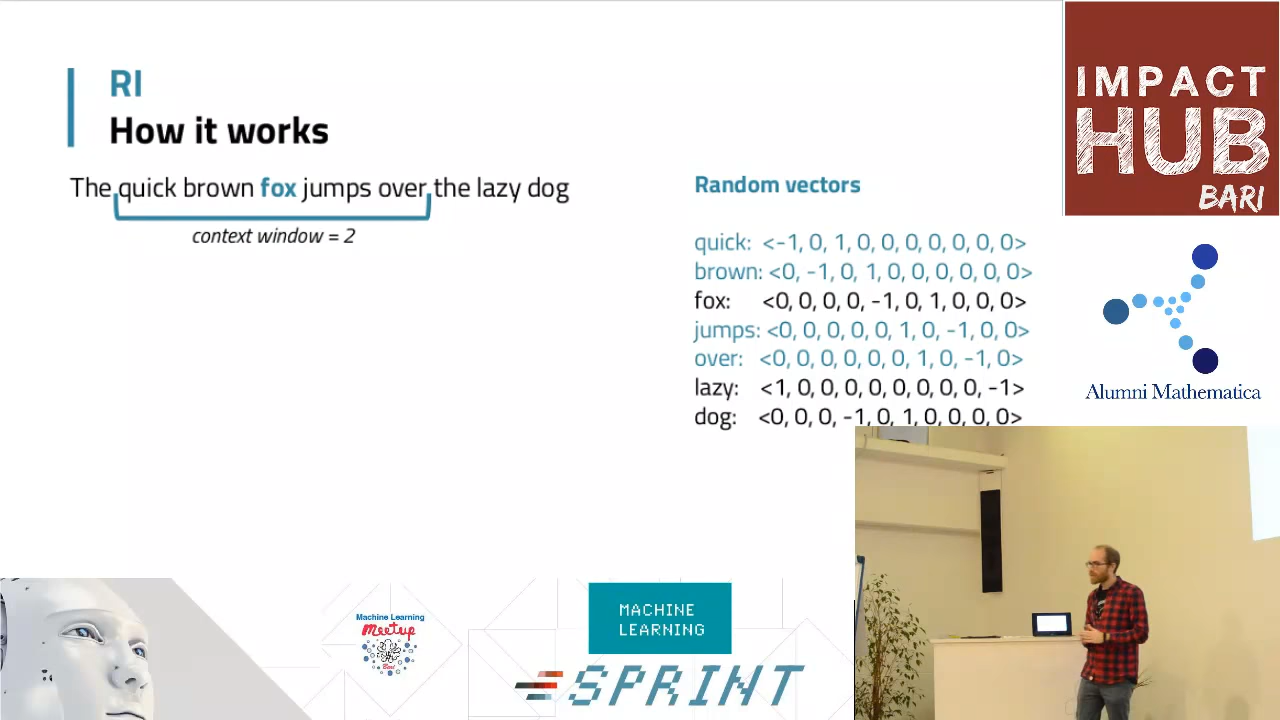 RI
How it works
The quick brown fox jumps over the lazy dog
context window = 2
Random vectors
quick: <-1, 0, 1, 0, 0, 0, 0, 0, 0, 0>
brown: <0, -1, 0, 1, 0, 0, 0, 0, 0, 0>
fox: <0, 0, 0, 0, -1, 0, 1, 0, 0, 0>
jumps: <0, 0, 0, 0, 0, 1, 0, -1, 0, 0>
over: <0, 0, 0, 0, 0, 0, 1, 0, -1, 0>
lazy: <1, 0, 0, 0, 0, 0, 0, 0, 0, -1>
dog: <0, 0, 0, -1, 0, 1, 0, 0, 0, 0>
IMPACT
HUB
BARI
Alumni Mathematica
Machine Learning
Meetup
Bari
MACHINE
LEARNING
SPRINT